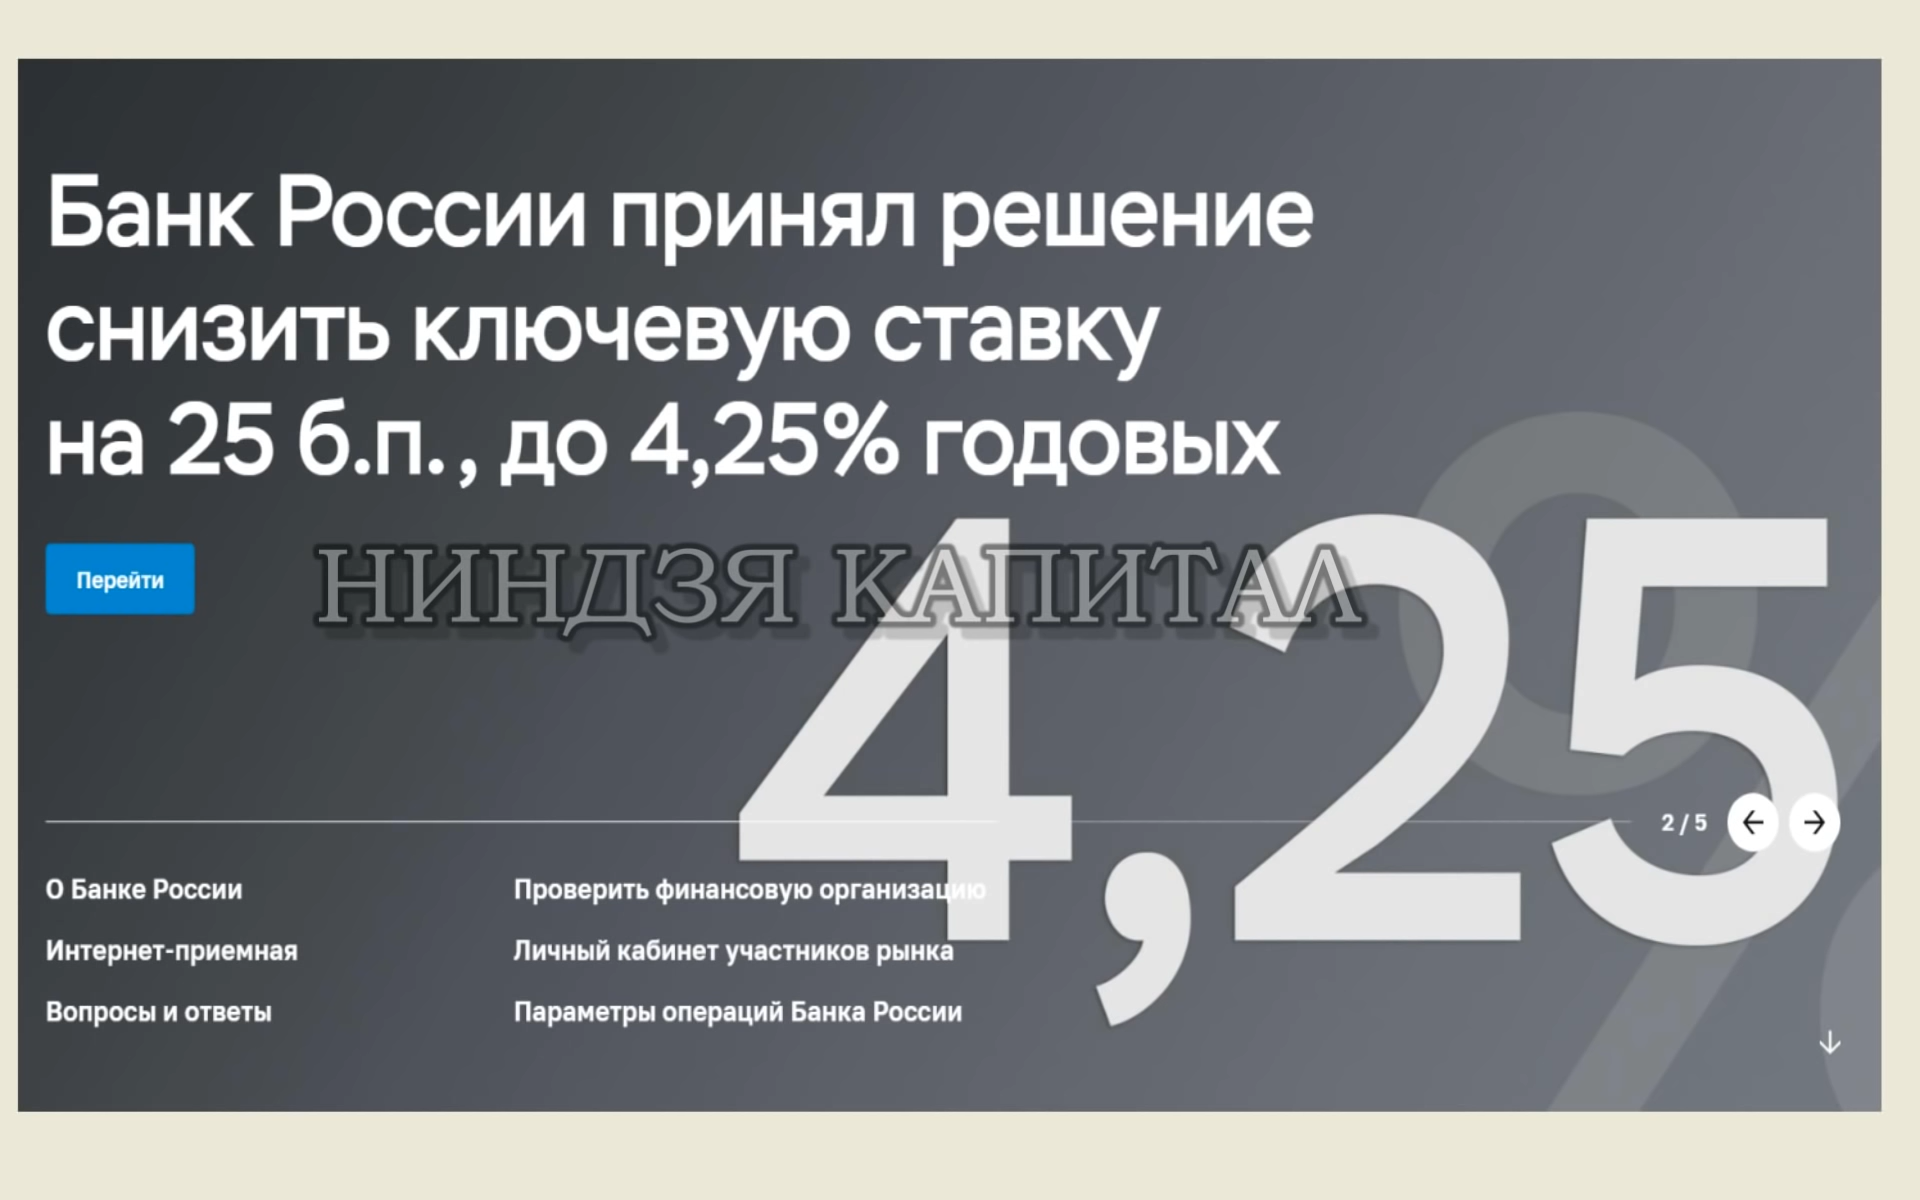 Банк России принял решение
снизить ключевую ставку
на 25 б.п., до 4,25% годовых
Перейти
НИНДЗЯ КАПИТАЛ
4,25
%
2 / 5
О Банке России
Проверить финансовую организацию
Интернет-приемная
Личный кабинет участников рынка
Вопросы и ответы
Параметры операций Банка России